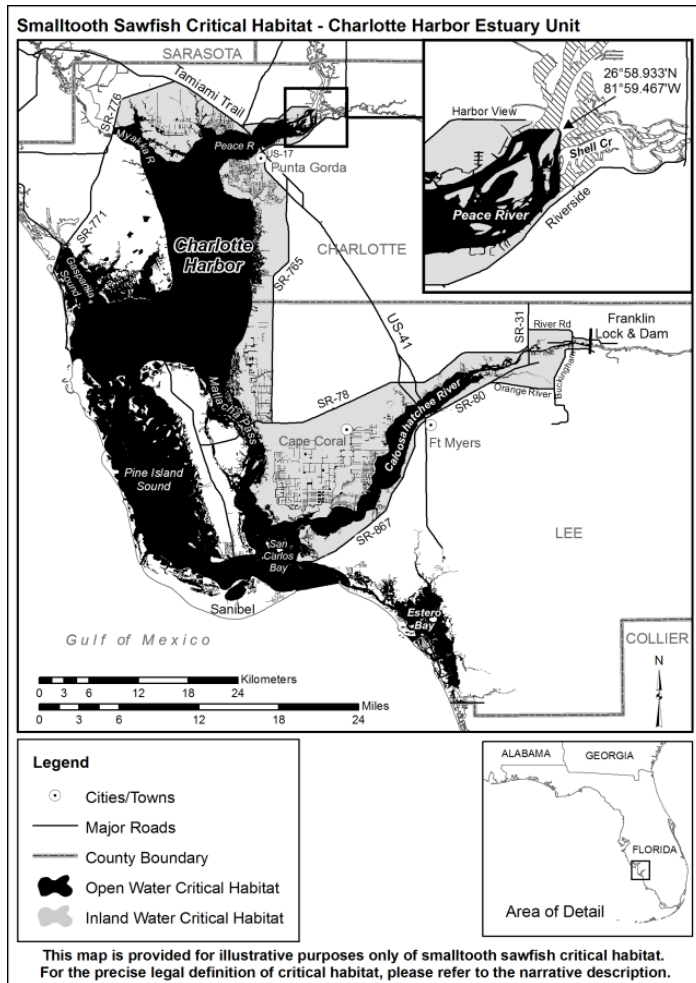 Smalltooth Sawfish Critical Habitat - Charlotte Harbor Estuary Unit
SARASOTA
Tamiami Trail
SR-776
Myakka R
Peace R
US-17
Punta Gorda
SR-771
Charlotte
Harbor
CHARLOTTE
Gasparilla
Sound
SR-765
US-41
SR-31
River Rd
Franklin
Lock & Dam
Buckingham
Orange River
SR-78
SR-80
Matlacha Pass
Caloosahatchee River
Cape Coral
Ft Myers
Pine Island
Sound
SR-867
San
Carlos
Bay
LEE
Sanibel
Estero
Bay
Gulf of Mexico
COLLIER
N
Kilometers
0 3 6 12 18 24
Miles
0 3 6 12 18 24
26°58.933'N
81°59.467'W
Harbor View
Shell Cr
Peace River
Riverside
Legend
Cities/Towns
Major Roads
County Boundary
Open Water Critical Habitat
Inland Water Critical Habitat
ALABAMA
GEORGIA
FLORIDA
Area of Detail
This map is provided for illustrative purposes only of smalltooth sawfish critical habitat.
For the precise legal definition of critical habitat, please refer to the narrative description.